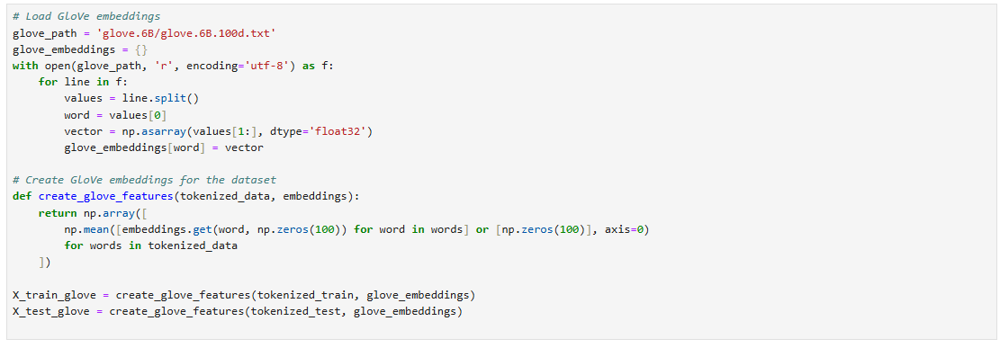 # Load GloVe embeddings
glove_path = 'glove.6B/glove.6B.100d.txt'
glove_embeddings = {}
with open(glove_path, 'r', encoding='utf-8') as f:
    for line in f:
        values = line.split()
        word = values[0]
        vector = np.asarray(values[1:], dtype='float32')
        glove_embeddings[word] = vector

# Create GloVe embeddings for the dataset
def create_glove_features(tokenized_data, embeddings):
    return np.array([
        np.mean([embeddings.get(word, np.zeros(100)) for word in words] or [np.zeros(100)], axis=0)
        for words in tokenized_data
    ])

X_train_glove = create_glove_features(tokenized_train, glove_embeddings)
X_test_glove = create_glove_features(tokenized_test, glove_embeddings)